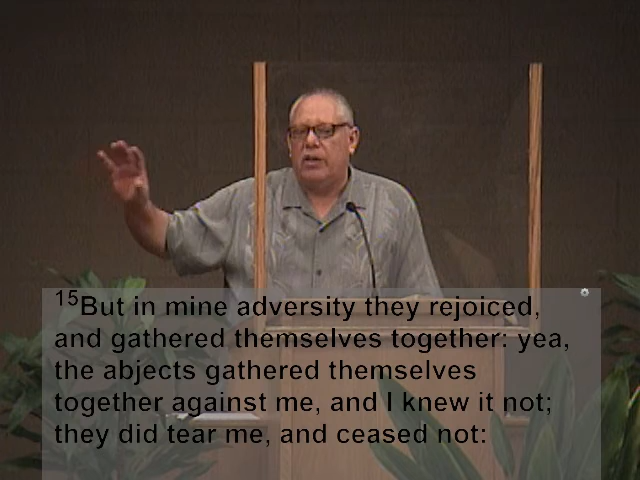 15But in mine adversity they rejoiced,
and gathered themselves together: yea,
the abjects gathered themselves
together against me, and I knew it not;
they did tear me, and ceased not: